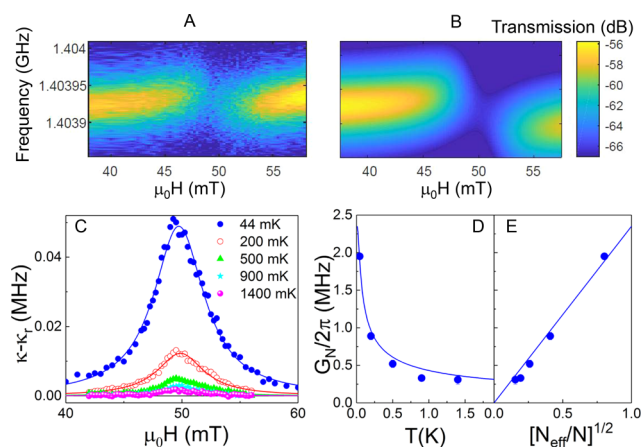 A
B
Transmission (dB)
Frequency (GHz)
1.404
1.40395
1.4039
40
45
50
55
μ₀H (mT)
40
45
50
55
μ₀H (mT)
-56
-58
-60
-62
-64
-66
C
44 mK
200 mK
500 mK
900 mK
1400 mK
κ-κᵣ (MHz)
0.04
0.02
0.00
40
50
60
μ₀H (mT)
D
E
G_N/2π (MHz)
2.5
2.0
1.5
1.0
0.5
0.0
0.0
0.5
1.0
1.5
T(K)
0.0
0.5
1.0
[N_eff/N]^1/2